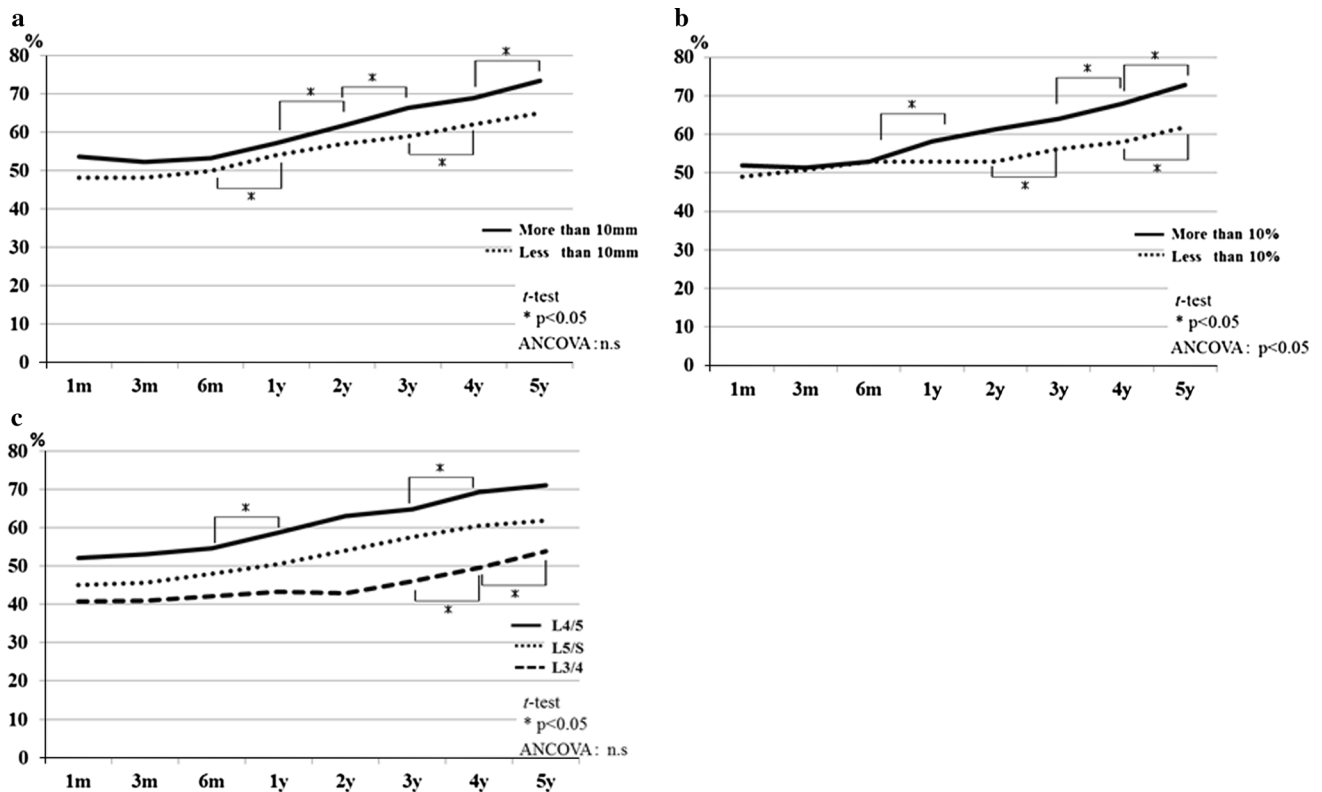 a
%
80
70
60
50
40
30
20
10
0
* * * * *
1m 3m 6m 1y 2y 3y 4y 5y
More than 10mm
Less than 10mm
t-test
* p<0.05
ANCOVA:n.s
b
%
80
70
60
50
40
30
20
10
0
* * * * *
1m 3m 6m 1y 2y 3y 4y 5y
More than 10%
Less than 10%
t-test
* p<0.05
ANCOVA: p<0.05
c
%
80
70
60
50
40
30
20
10
0
* * * *
1m 3m 6m 1y 2y 3y 4y 5y
L4/5
L5/S
L3/4
t-test
* p<0.05
ANCOVA: n.s